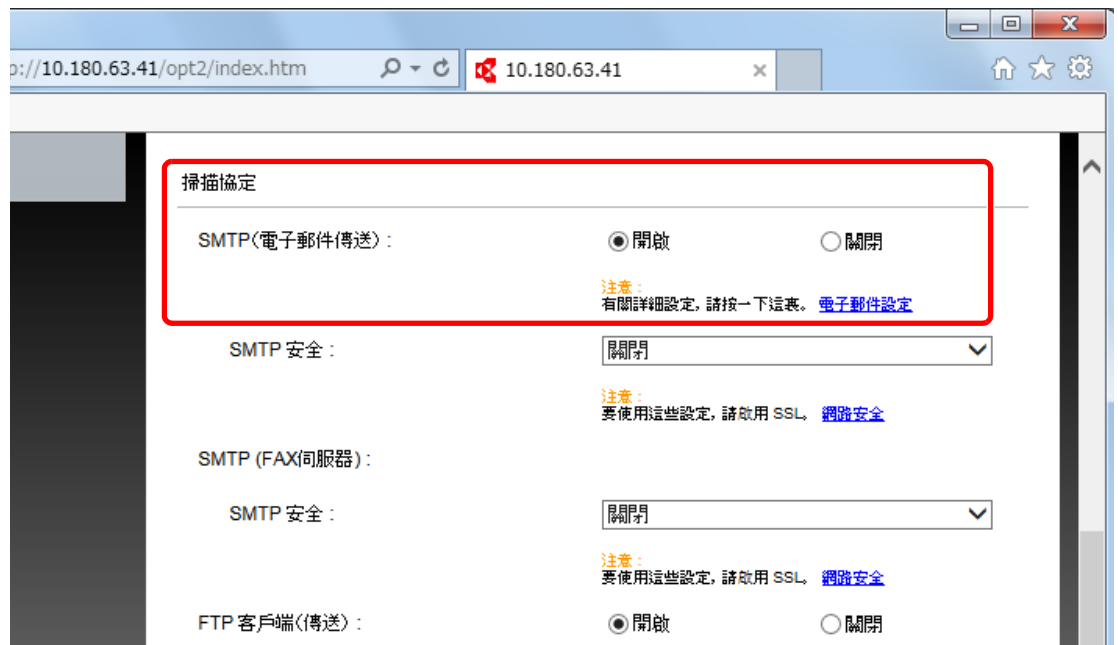 p://10.180.63.41/opt2/index.htm
10.180.63.41
掃描協定
SMTP(電子郵件傳送) : 開啟 關閉
注意 :
有關詳細設定, 請按一下這裏。 電子郵件設定
SMTP 安全 : 關閉
注意 :
要使用這些設定, 請啟用 SSL。 網路安全
SMTP (FAX伺服器) :
SMTP 安全 : 關閉
注意 :
要使用這些設定, 請啟用 SSL。 網路安全
FTP 客戶端(傳送) : 開啟 關閉